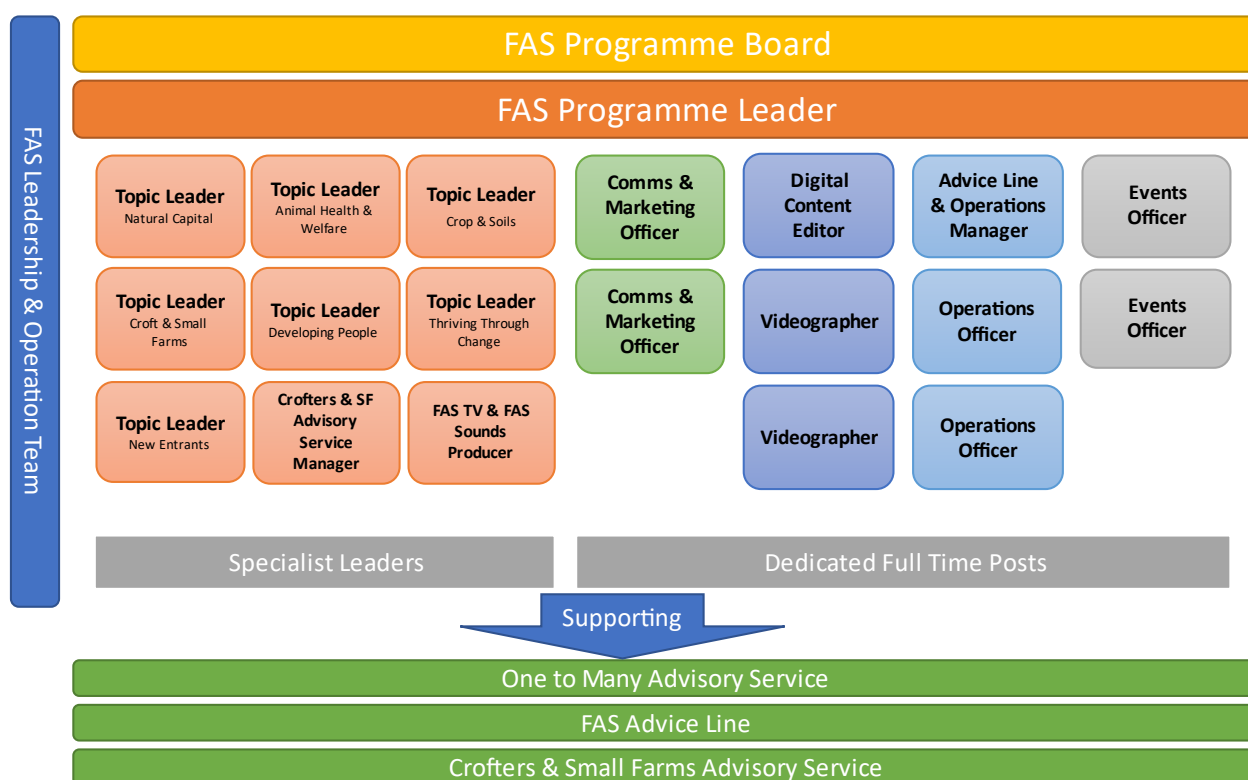 FAS Leadership & Operation Team
FAS Programme Board
FAS Programme Leader
Topic Leader
Natural Capital
Topic Leader
Animal Health &
Welfare
Topic Leader
Crop & Soils
Comms &
Marketing
Officer
Digital
Content
Editor
Advice Line
& Operations
Manager
Events
Officer
Topic Leader
Croft & Small
Farms
Topic Leader
Developing People
Topic Leader
Thriving Through
Change
Comms &
Marketing
Officer
Videographer
Operations
Officer
Events
Officer
Topic Leader
New Entrants
Crofters & SF
Advisory
Service
Manager
FAS TV & FAS
Sounds
Producer
Videographer
Operations
Officer
Specialist Leaders
Dedicated Full Time Posts
Supporting
One to Many Advisory Service
FAS Advice Line
Crofters & Small Farms Advisory Service